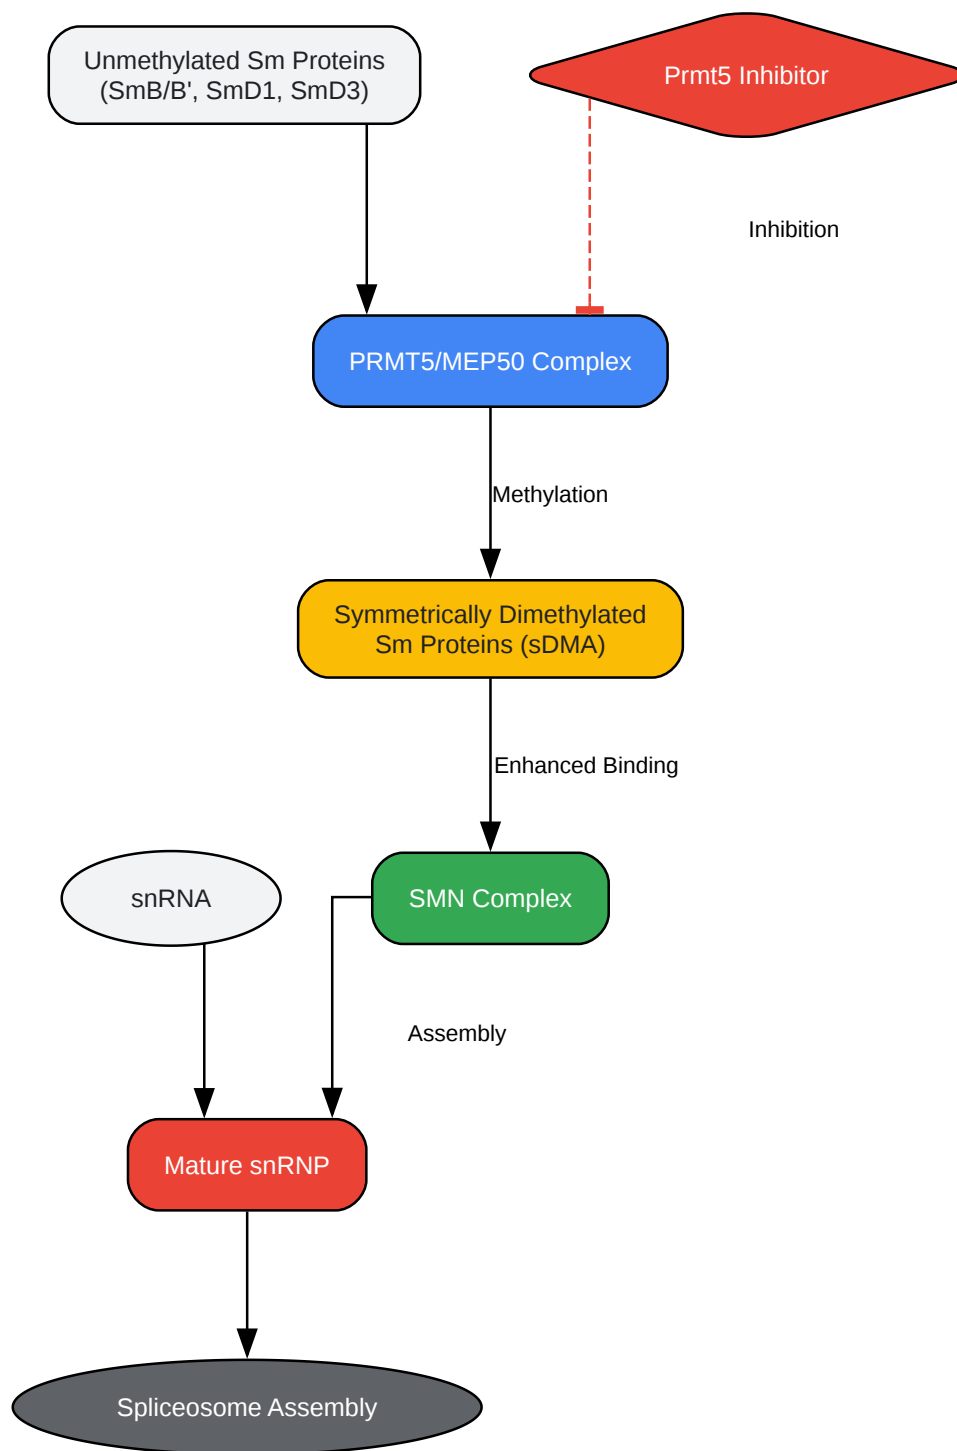 Unmethylated Sm Proteins
(SmB/B', SmD1, SmD3)
Prmt5 Inhibitor
Inhibition
PRMT5/MEP50 Complex
Methylation
Symmetrically Dimethylated
Sm Proteins (sDMA)
Enhanced Binding
snRNA
SMN Complex
Assembly
Mature snRNP
Spliceosome Assembly